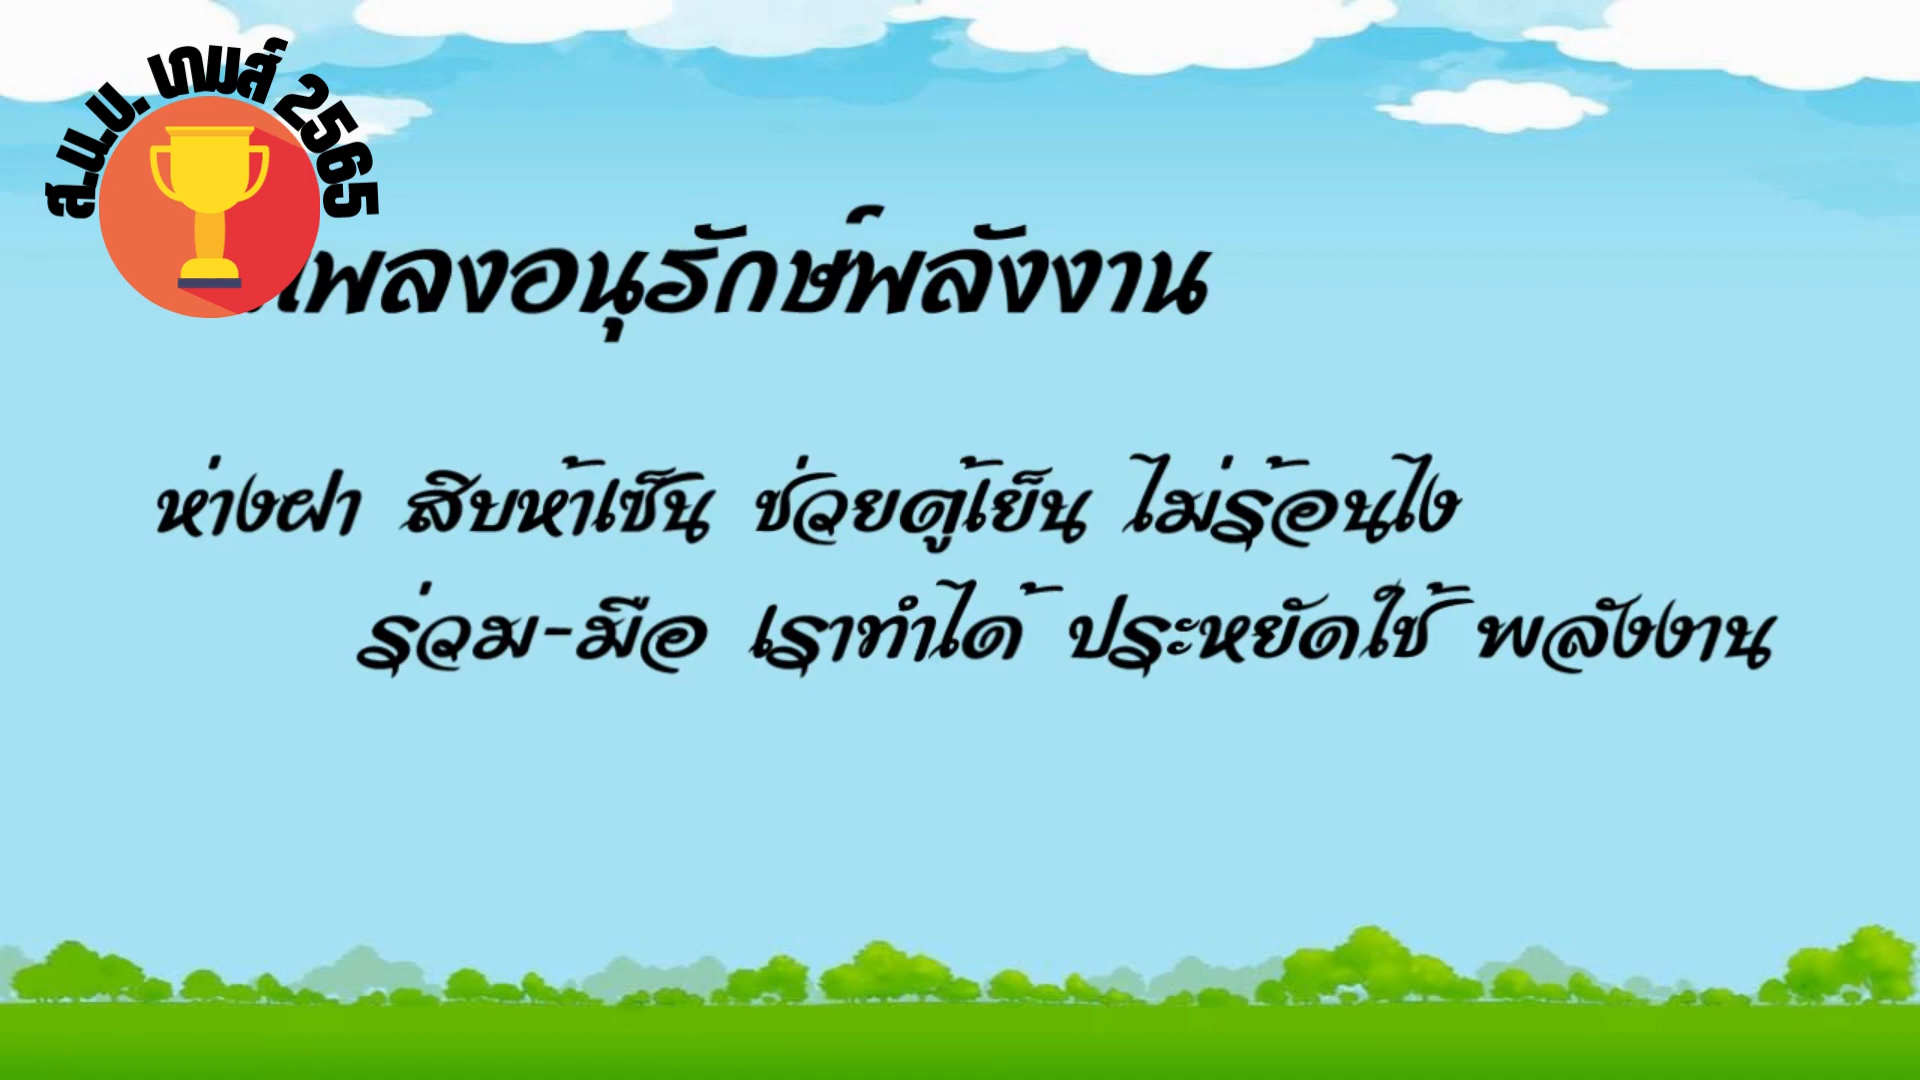 ส.น.บ. เกมส์ 2565
เพลงอนุรักษ์พลังงาน
ห่างฝา สิบห้าเซ็น ช่วยตู้เย็น ไม่ร้อนไง
ร่วม-มือ เราทำได้ ประหยัดใช้ พลังงาน